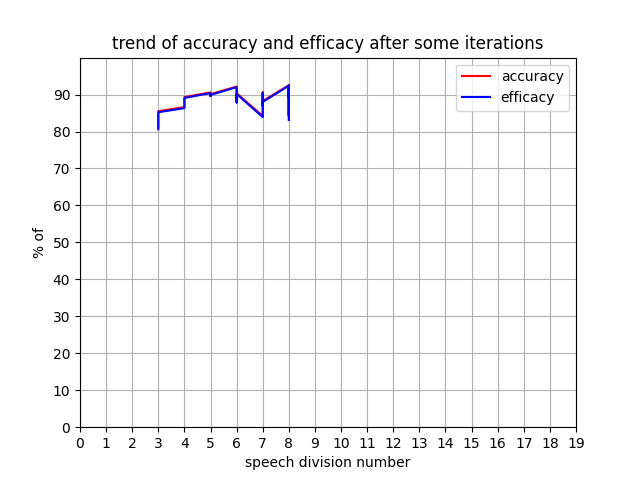 trend of accuracy and efficacy after some iterations
accuracy
efficacy
% of
90
80
70
60
50
40
30
20
10
0
0 1 2 3 4 5 6 7 8 9 10 11 12 13 14 15 16 17 18 19
speech division number